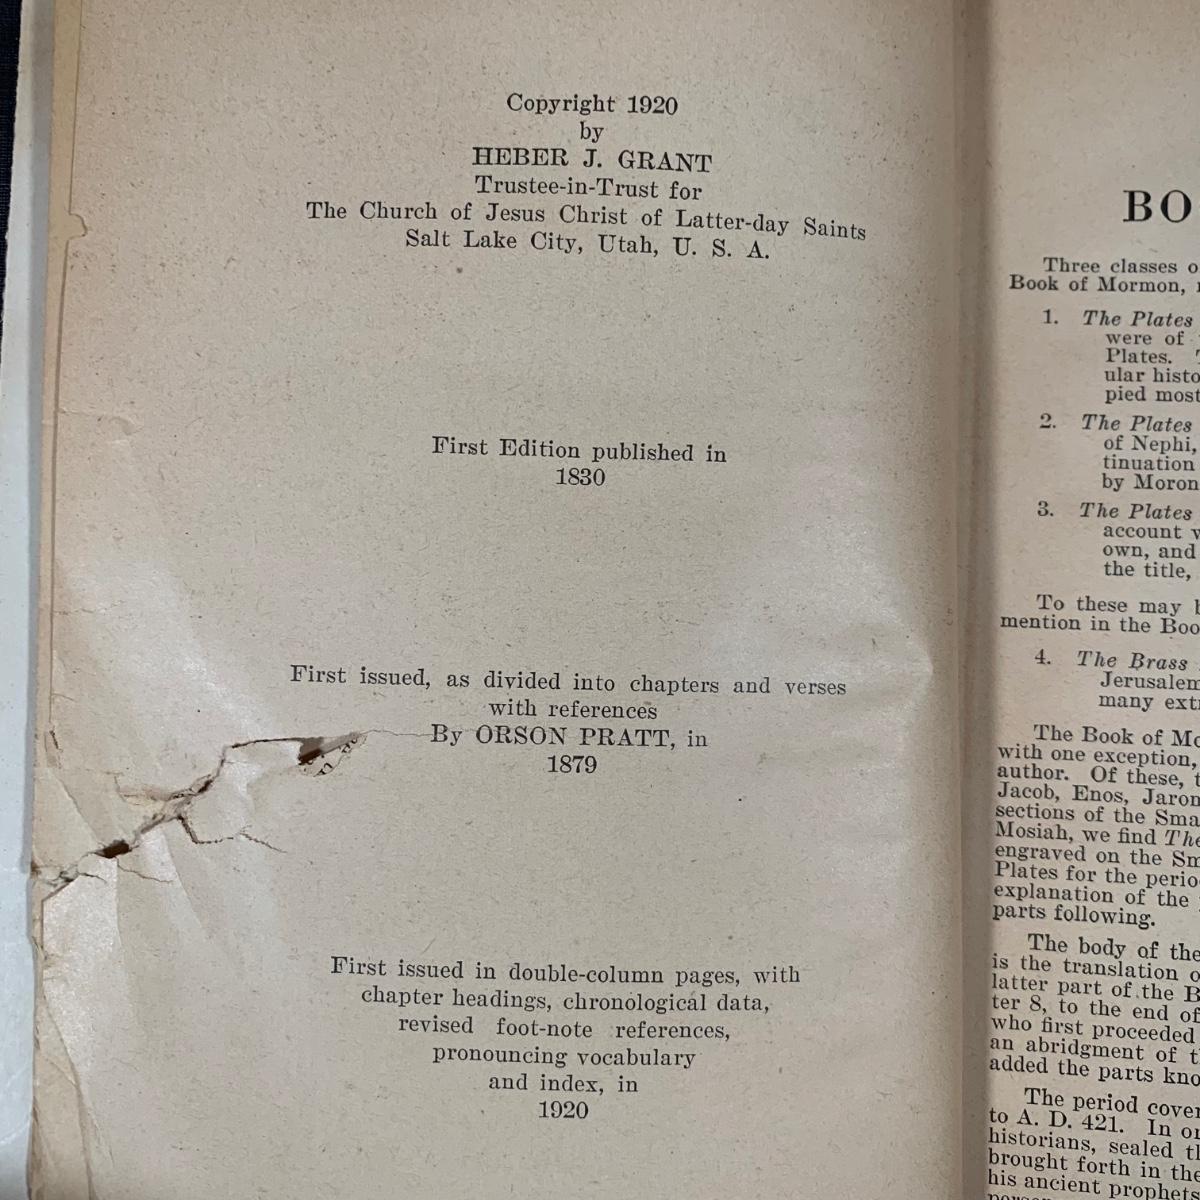 Copyright 1920
by
HEBER J. GRANT
Trustee-in-Trust for
The Church of Jesus Christ of Latter-day Saints
Salt Lake City, Utah, U. S. A.
First Edition published in
1830
First issued, as divided into chapters and verses
with references
By ORSON PRATT, in
1879
First issued in double-column pages, with
chapter headings, chronological data,
revised foot-note references,
pronouncing vocabulary
and index, in
1920
BO
Three classes o
Book of Mormon,
1. The Plates
were of
Plates.
ular histo
pied most
2. The Plates
of Nephi,
tinuation
by Moron
3. The Plates
account
own, and
the title,
To these may b
mention in the Boo
4. The Brass
Jerusalem
many extr
The Book of Mo
with one exception,
author. Of these, t
Jacob, Enos, Jarom
sections of the Sma
Mosiah, we find The
engraved on the Sm
Plates for the perio
explanation of the
parts following.
The body of the
is the translation o
latter part of the B
ter 8, to the end of
who first proceeded
an abridgment of t
added the parts kno
The period cover
to A. D. 421. In or
historians, sealed th
brought forth in the
his ancient prophets